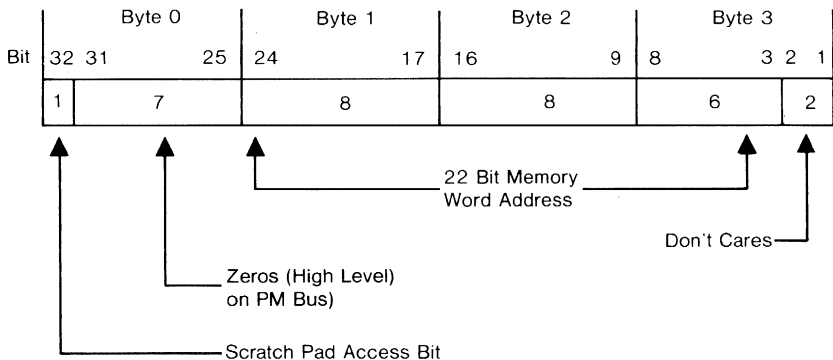 Byte 0 Byte 1 Byte 2 Byte 3
Bit 32 31 25 24 17 16 9 8 3 2 1
1 7 8 8 6 2
22 Bit Memory
Word Address
Don't Cares
Zeros (High Level)
on PM Bus)
Scratch Pad Access Bit